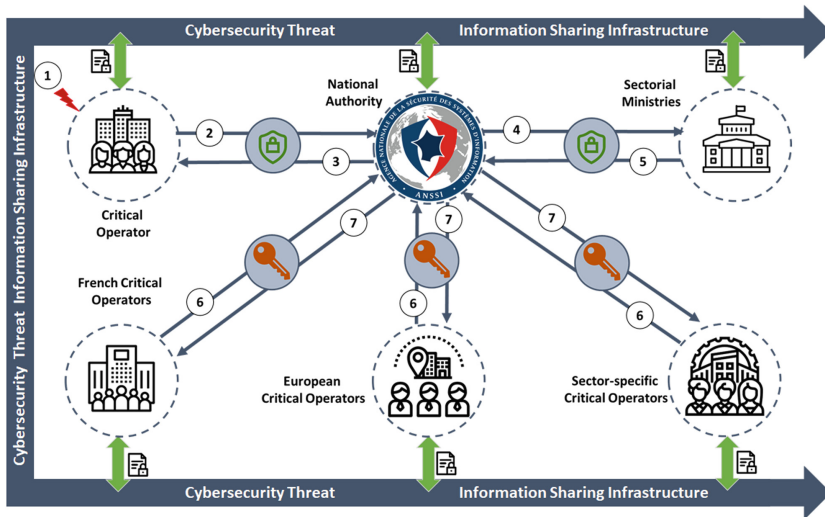 Cybersecurity Threat
Information Sharing Infrastructure
Cybersecurity Threat Information Sharing Infrastructure
1
National
Authority
Sectorial
Ministries
AGENCE NATIONALE DE LA SÉCURITÉ DES SYSTÈMES D'INFORMATION
ANSSI
2
3
4
5
Critical
Operator
7
7
7
French Critical
Operators
6
6
6
European
Critical Operators
Sector-specific
Critical Operators
Cybersecurity Threat
Information Sharing Infrastructure